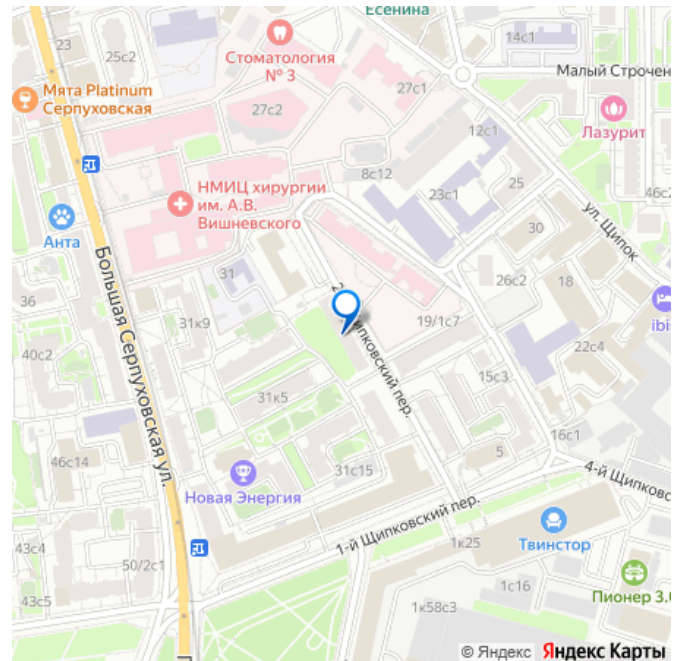 Есенина
23
25с2
14с1
Стоматология
№ 3
Малый Строчен
27с1
Мята Platinum
Серпуховская
27с2
Лазурит
12с1
8с12
НМИЦ хирургии
им. А.В.
Вишневского
23с1
25
46с2
30
ул. Щипок
Анта
Большая Серпуховская ул.
31
26с2
18
36
2
Щипковский пер.
19/1с7
ibi
31к9
22с4
40с2
15с3
31к5
16с1
46с14
31с15
5
4-й Щипковс
Новая Энергия
1-й Щипковский пер.
43с4
1к25
Твинстор
50/2с1
1с16
43с5
Пионер 3.
1к58с3
© Яндекс Яндекс Карты